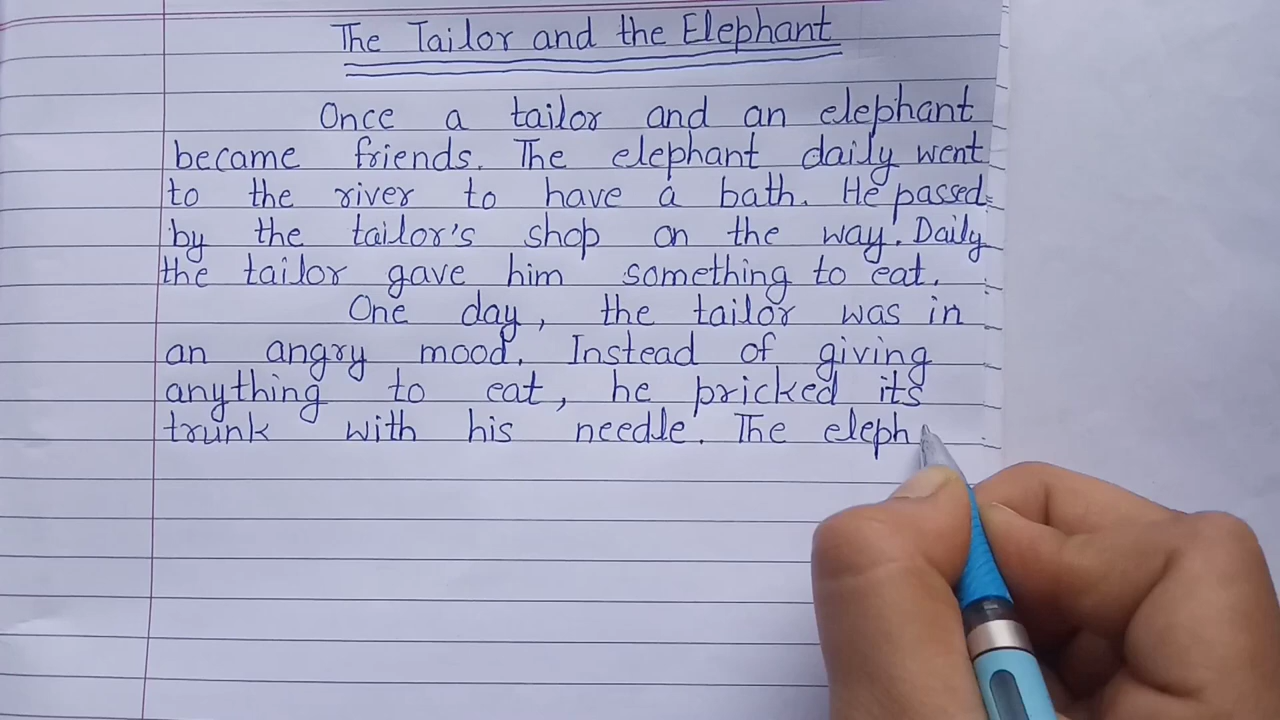 The Tailor and the Elephant
Once a tailor and an elephant
became friends. The elephant daily went
to the river to have a bath. He passed
by the tailor's shop on the way. Daily
the tailor gave him something to eat.
One day, the tailor was in
an angry mood. Instead of giving
anything to eat, he pricked its
trunk with his needle. The eleph